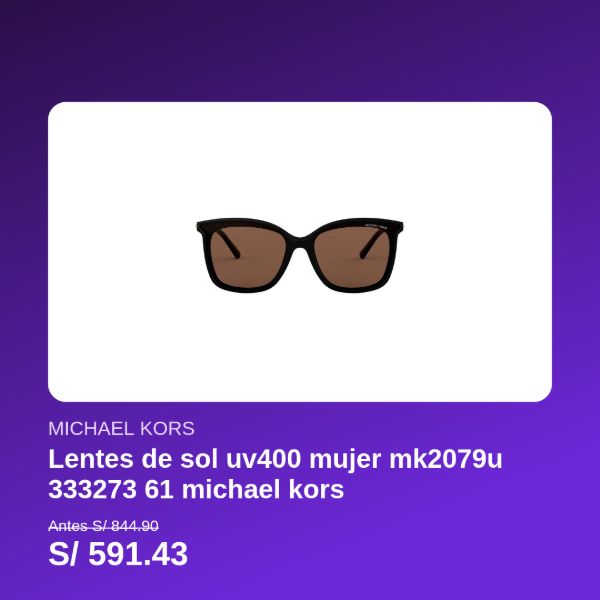 MICHAEL KORS
Lentes de sol uv400 mujer mk2079u
333273 61 michael kors
Antes S/ 844.90
S/ 591.43